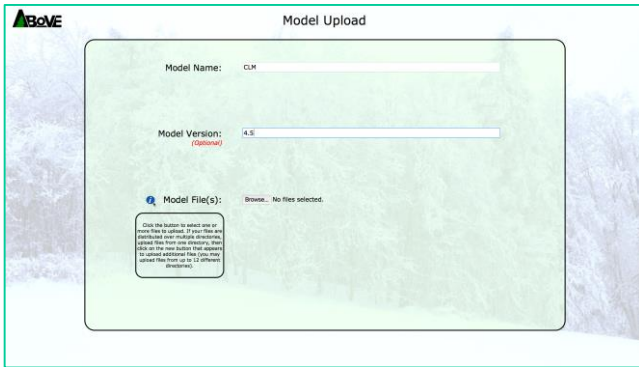 ABOVE
Model Upload
Model Name:
CLM
Model Version:
4.5
(Optional)
Model File(s):
Browse... No files selected.
Click the button to select one or
more files to upload. If your files are
distributed over multiple directories,
upload files from one directory, then
click on the new button that appears
to upload additional files (you may
upload files from up to 12 different
directories).